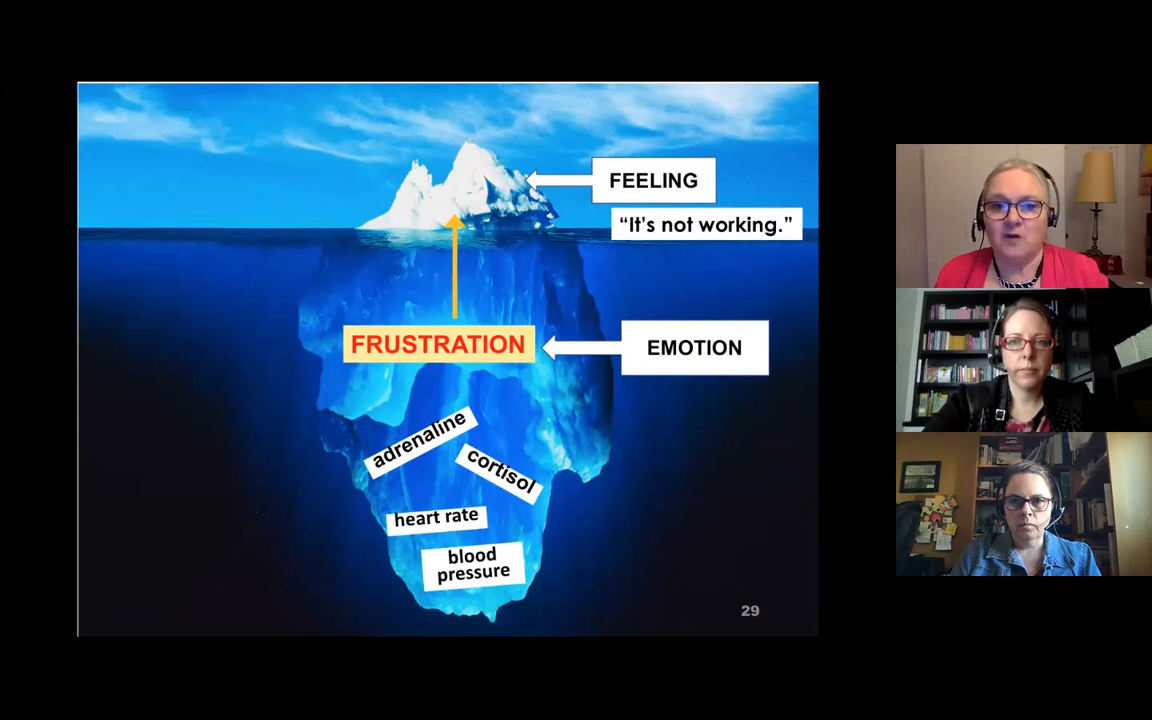 FEELING
“It’s not working.”
FRUSTRATION
EMOTION
adrenaline
cortisol
heart rate
blood
pressure
29